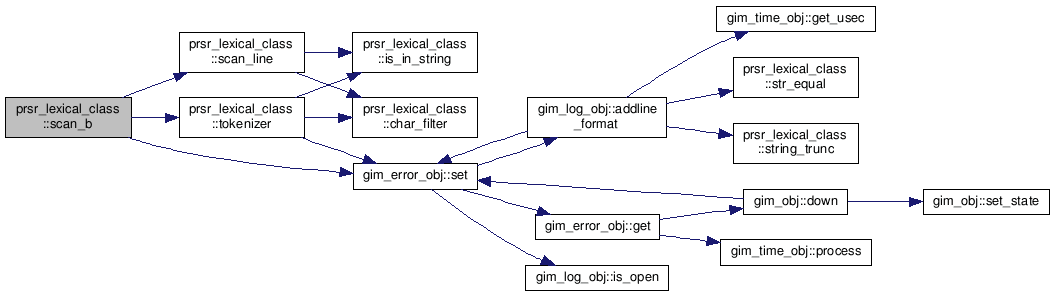 prsr_lexical_class
::scan_b
prsr_lexical_class
::scan_line
prsr_lexical_class
::tokenizer
prsr_lexical_class
::is_in_string
prsr_lexical_class
::char_filter
gim_error_obj::set
gim_log_obj::addline
_format
gim_error_obj::get
gim_log_obj::is_open
gim_time_obj::get_usec
prsr_lexical_class
::str_equal
prsr_lexical_class
::string_trunc
gim_obj::down
gim_time_obj::process
gim_obj::set_state